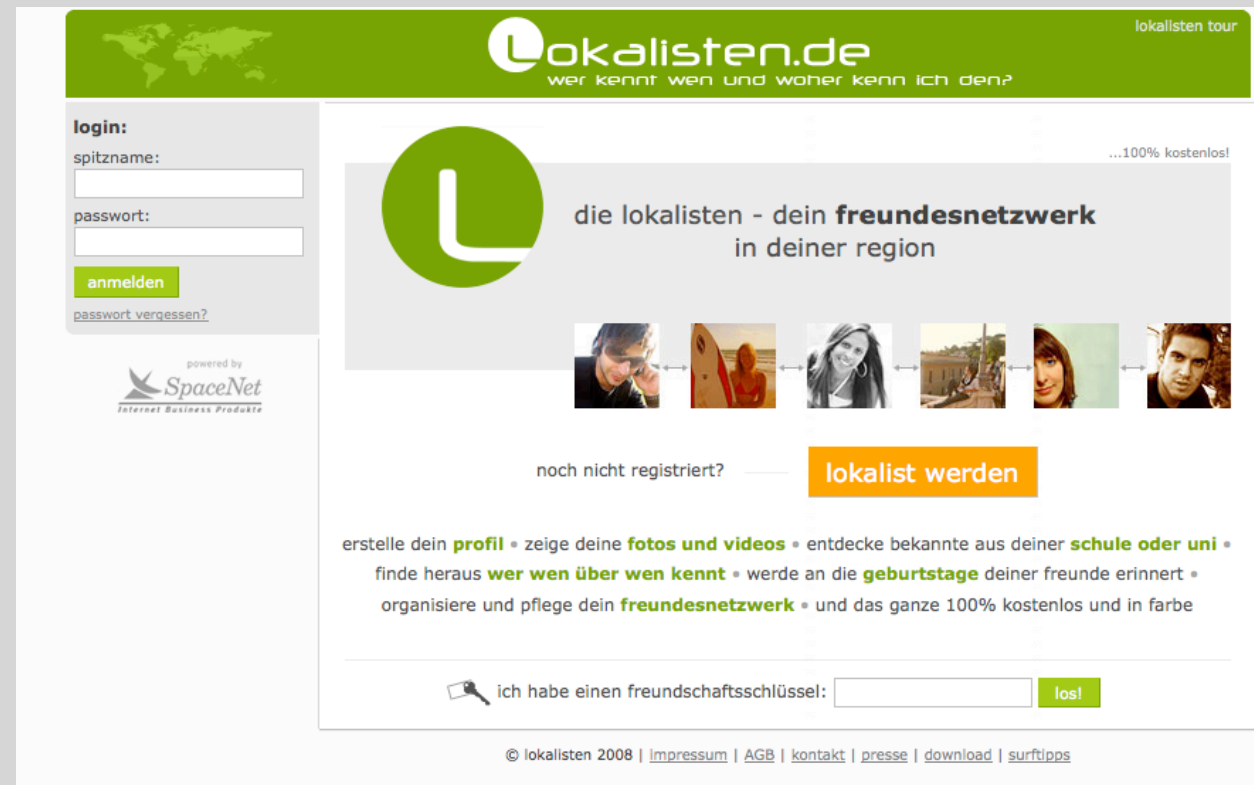 Lokalisten.de
wer kennt wen und woher kenn ich den?
lokalisten tour
login:
spitzname:
passwort:
anmelden
passwort vergessen?
powered by
SpaceNet
Internet Business Produkte
...100% kostenlos!
L
die lokalisten - dein freundesnetzwerk
in deiner region
noch nicht registriert?
lokalist werden
erstelle dein profil • zeige deine fotos und videos • entdecke bekannte aus deiner schule oder uni •
finde heraus wer wen über wen kennt • werde an die geburtstage deiner freunde erinnert •
organisiere und pflege dein freundesnetzwerk • und das ganze 100% kostenlos und in farbe
ich habe einen freundschaftsschlüssel:
los!
© lokalisten 2008 | impressum | AGB | kontakt | presse | download | surftipps